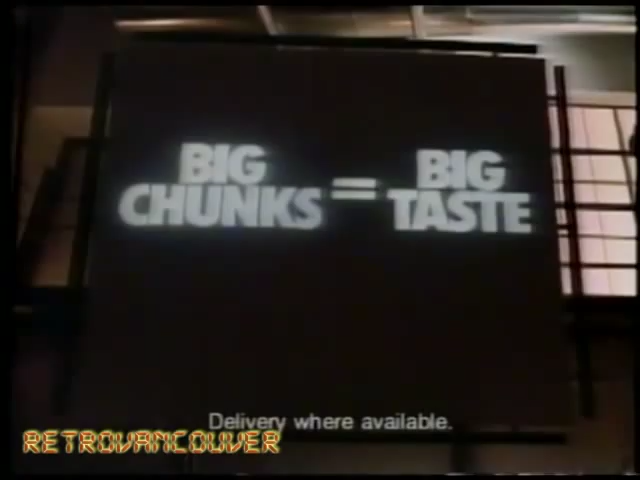 BIG
CHUNKS
=
BIG
TASTE
Delivery where available.
RETROVANCOUVER